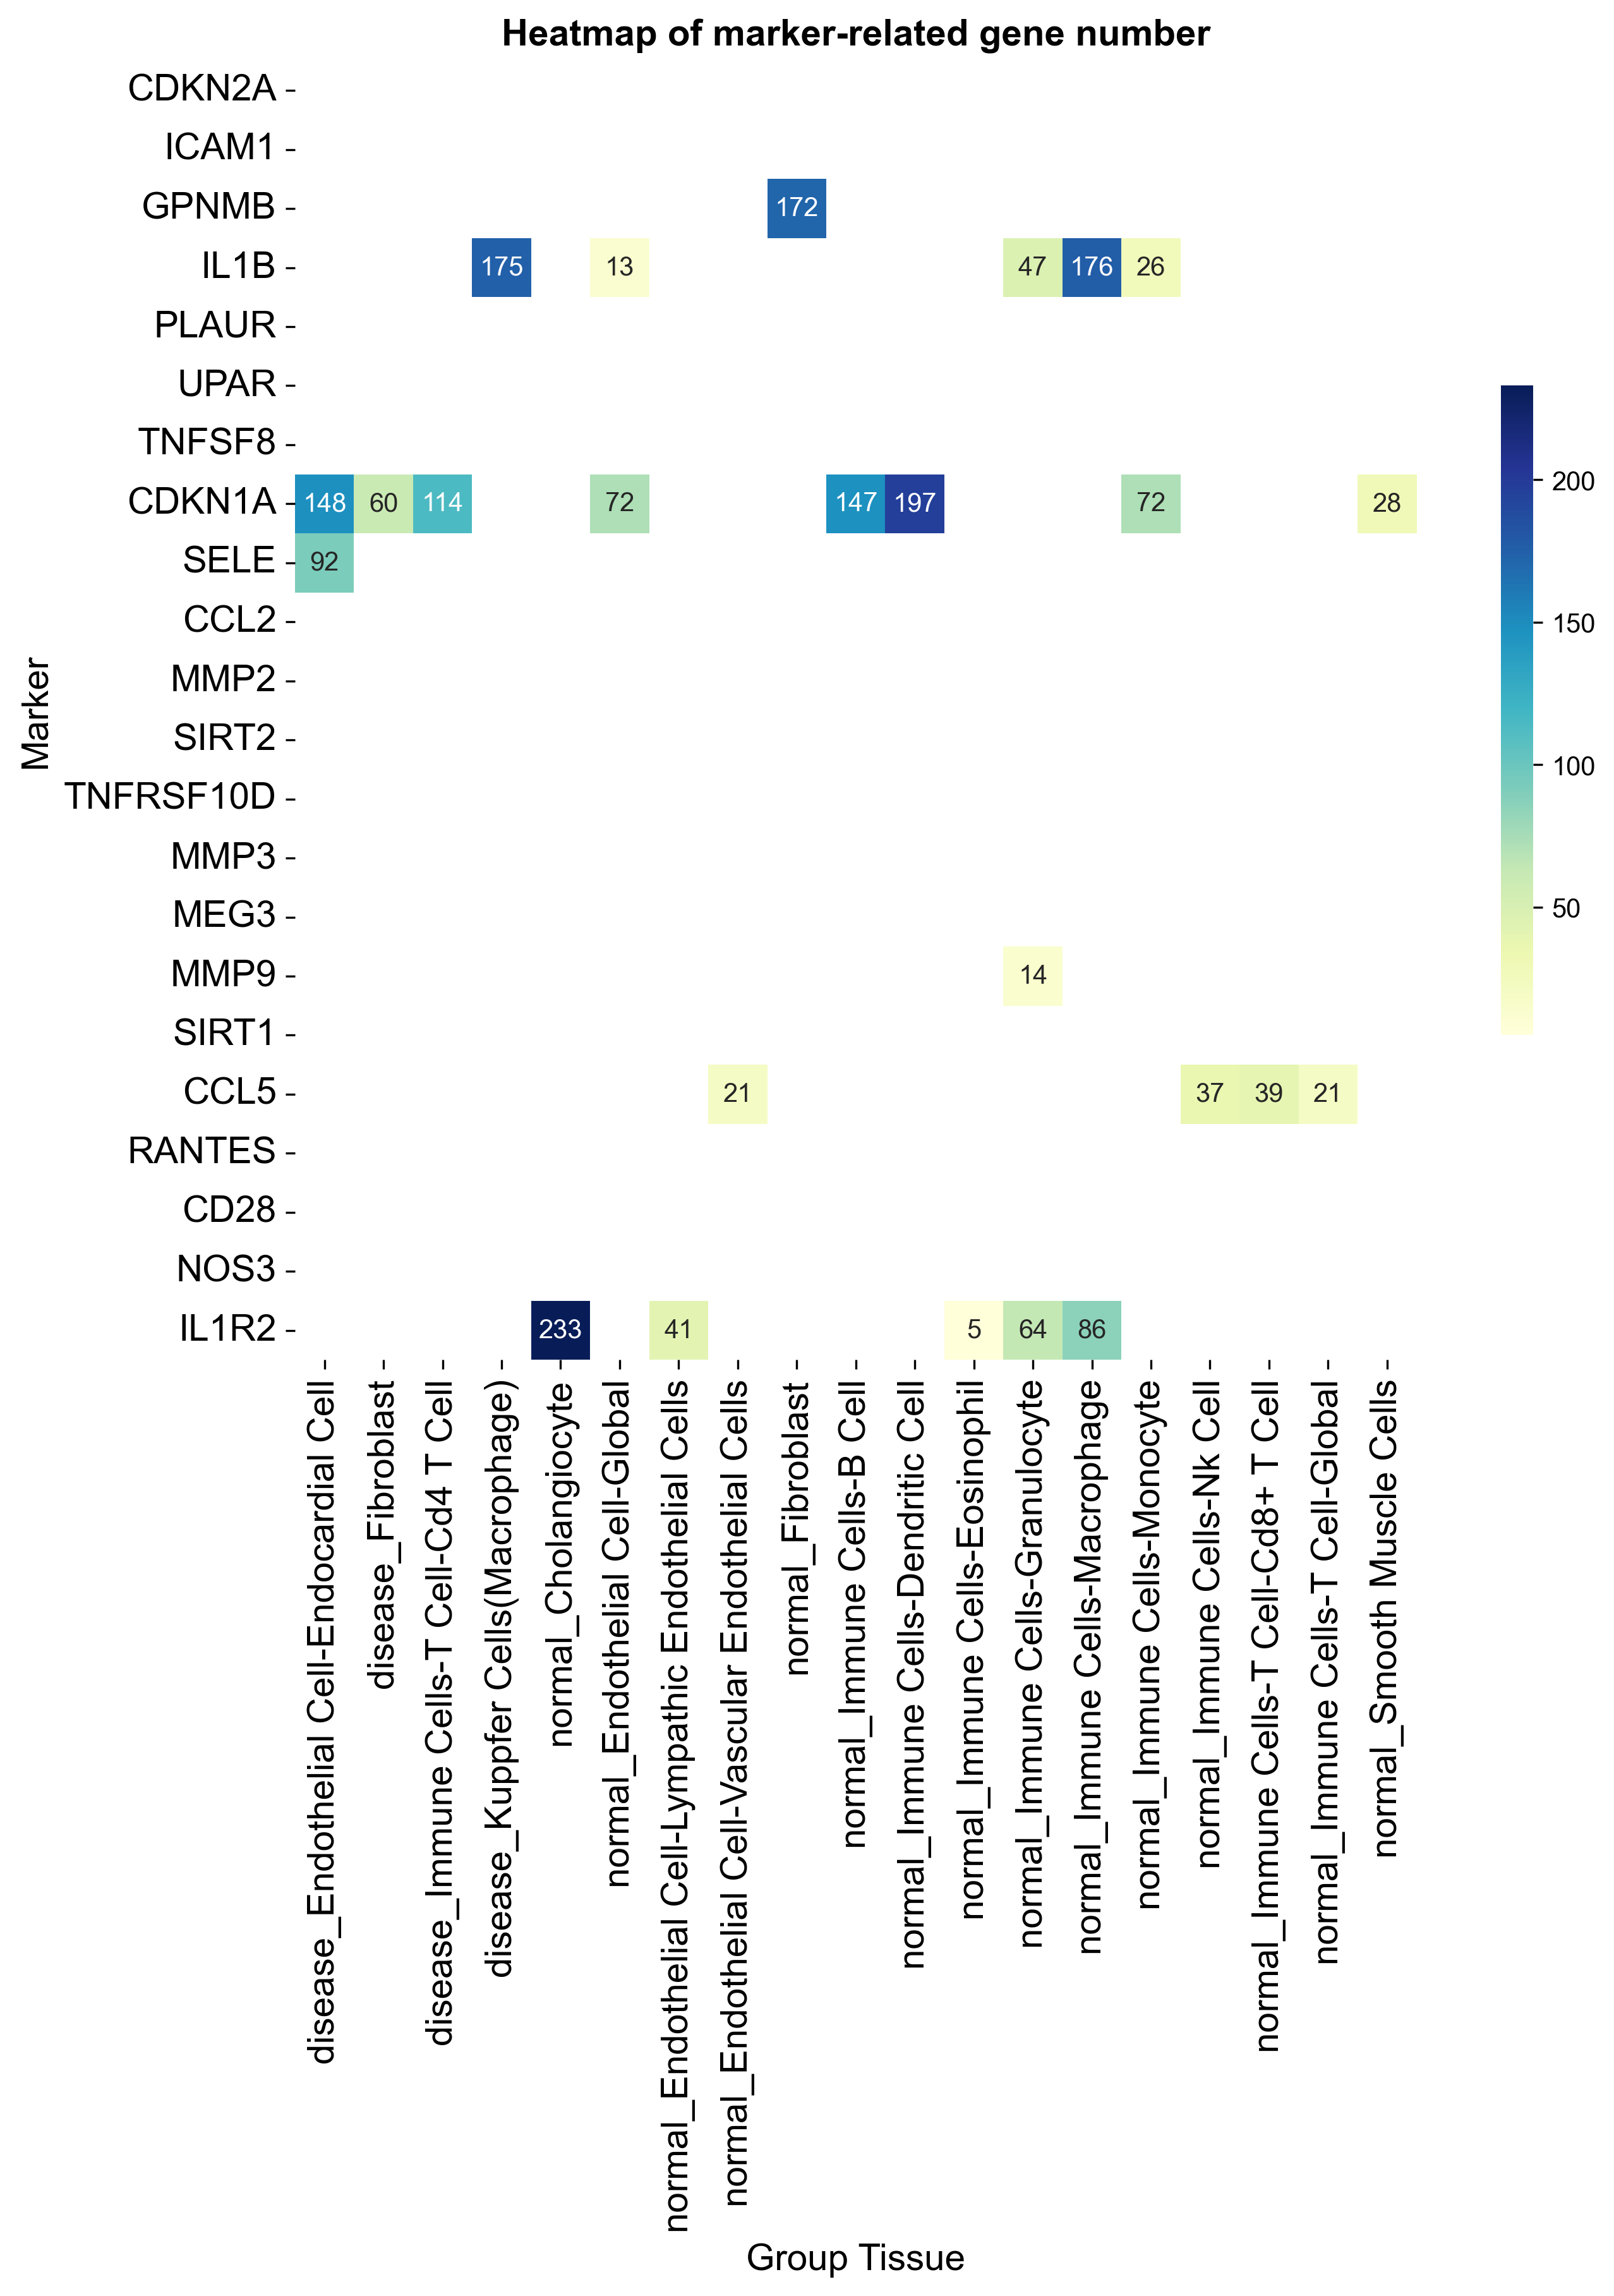 Heatmap of marker-related gene number
CDKN2A
ICAM1
GPNMB
172
IL1B
175
13
47
176
26
PLAUR
UPAR
TNFSF8
CDKN1A
148
60
114
72
147
197
72
28
SELE
92
CCL2
MMP2
SIRT2
TNFRSF10D
MMP3
MEG3
MMP9
14
SIRT1
CCL5
21
37
39
21
RANTES
CD28
NOS3
IL1R2
233
41
5
64
86
Marker
200
150
100
50
disease_Endothelial Cell-Endocardial Cell
disease_Fibroblast
disease_Immune Cells-T Cell-Cd4 T Cell
disease_Kuppfer Cells(Macrophage)
normal_Cholangiocyte
normal_Endothelial Cell-Global
normal_Endothelial Cell-Lympathic Endothelial Cells
normal_Endothelial Cell-Vascular Endothelial Cells
normal_Fibroblast
normal_Immune Cells-B Cell
normal_Immune Cells-Dendritic Cell
normal_Immune Cells-Eosinophil
normal_Immune Cells-Granulocyte
normal_Immune Cells-Macrophage
normal_Immune Cells-Monocyte
normal_Immune Cells-Nk Cell
normal_Immune Cells-T Cell-Cd8+ T Cell
normal_Immune Cells-T Cell-Global
normal_Smooth Muscle Cells
Group Tissue